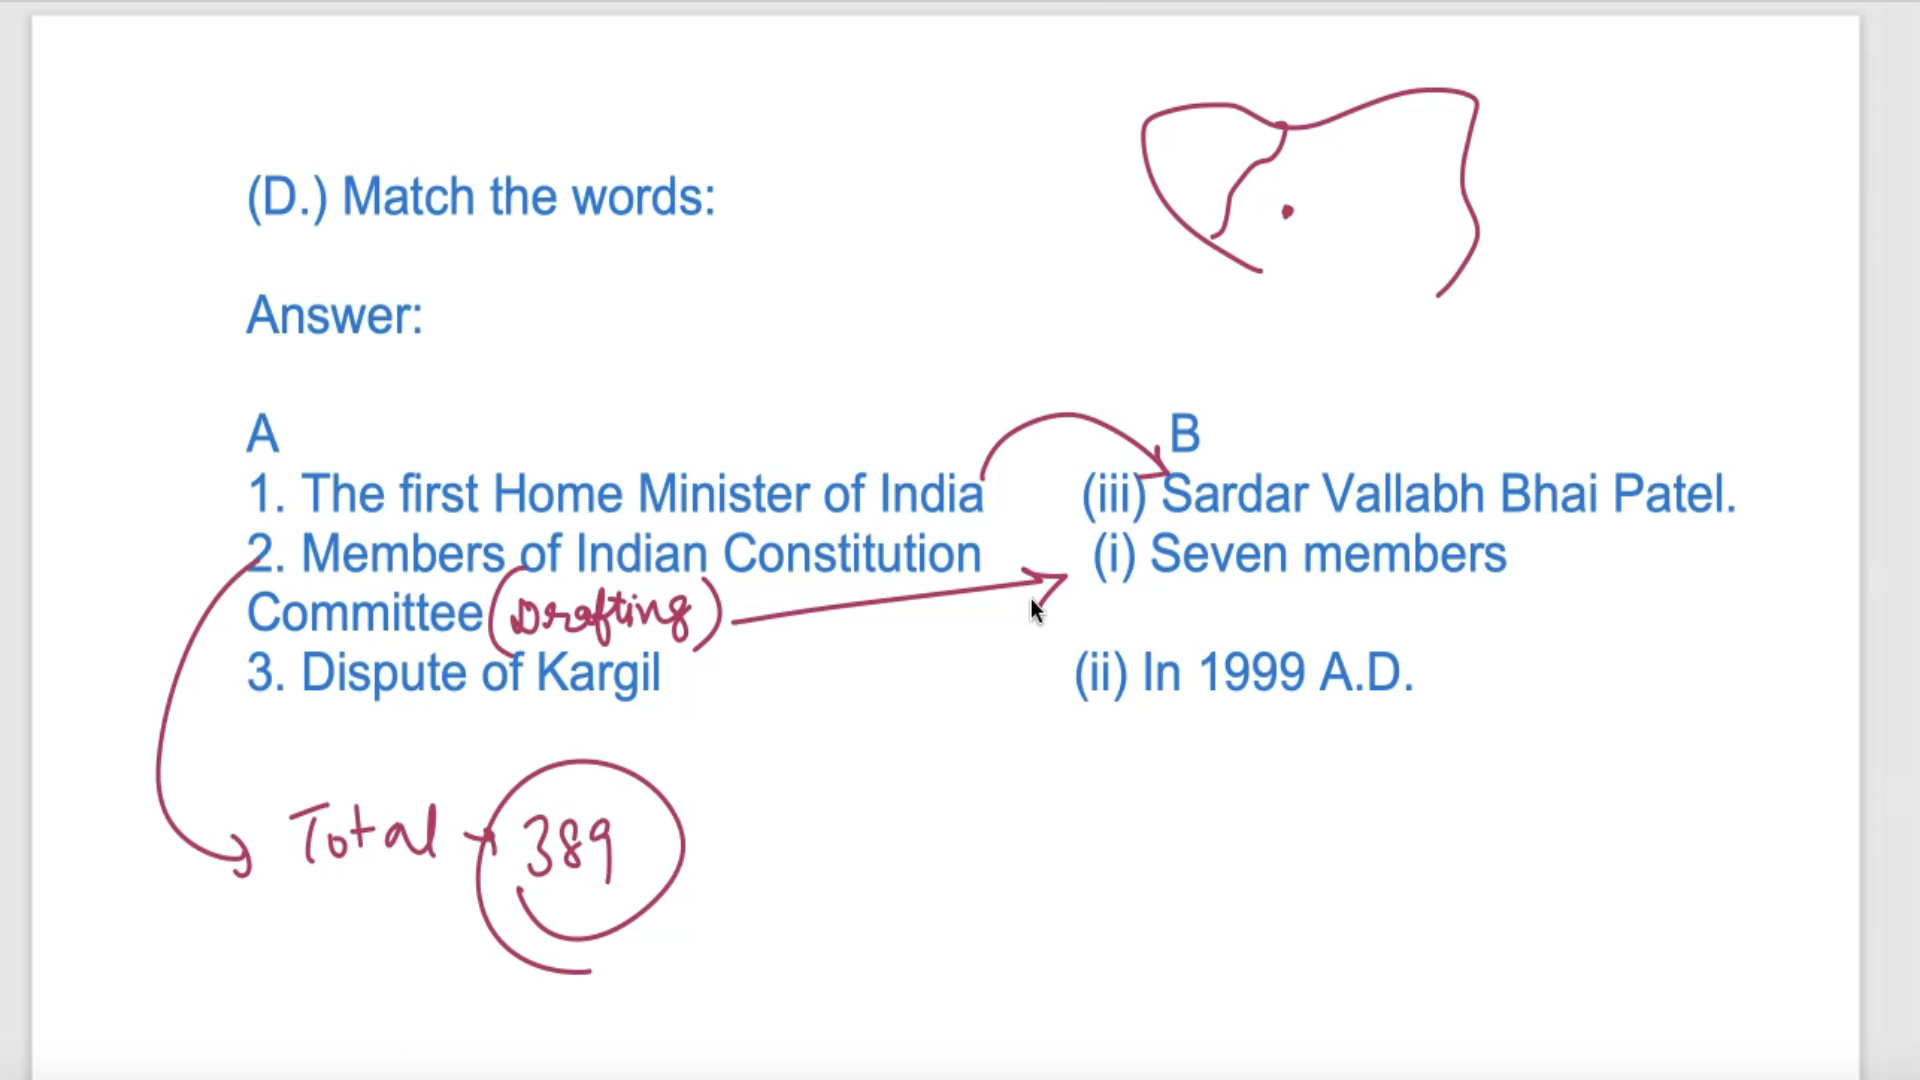 (D.) Match the words:
Answer:
A B
1. The first Home Minister of India (iii) Sardar Vallabh Bhai Patel.
2. Members of Indian Constitution (i) Seven members
Committee (Drafting)
3. Dispute of Kargil (ii) In 1999 A.D.
Total → 389